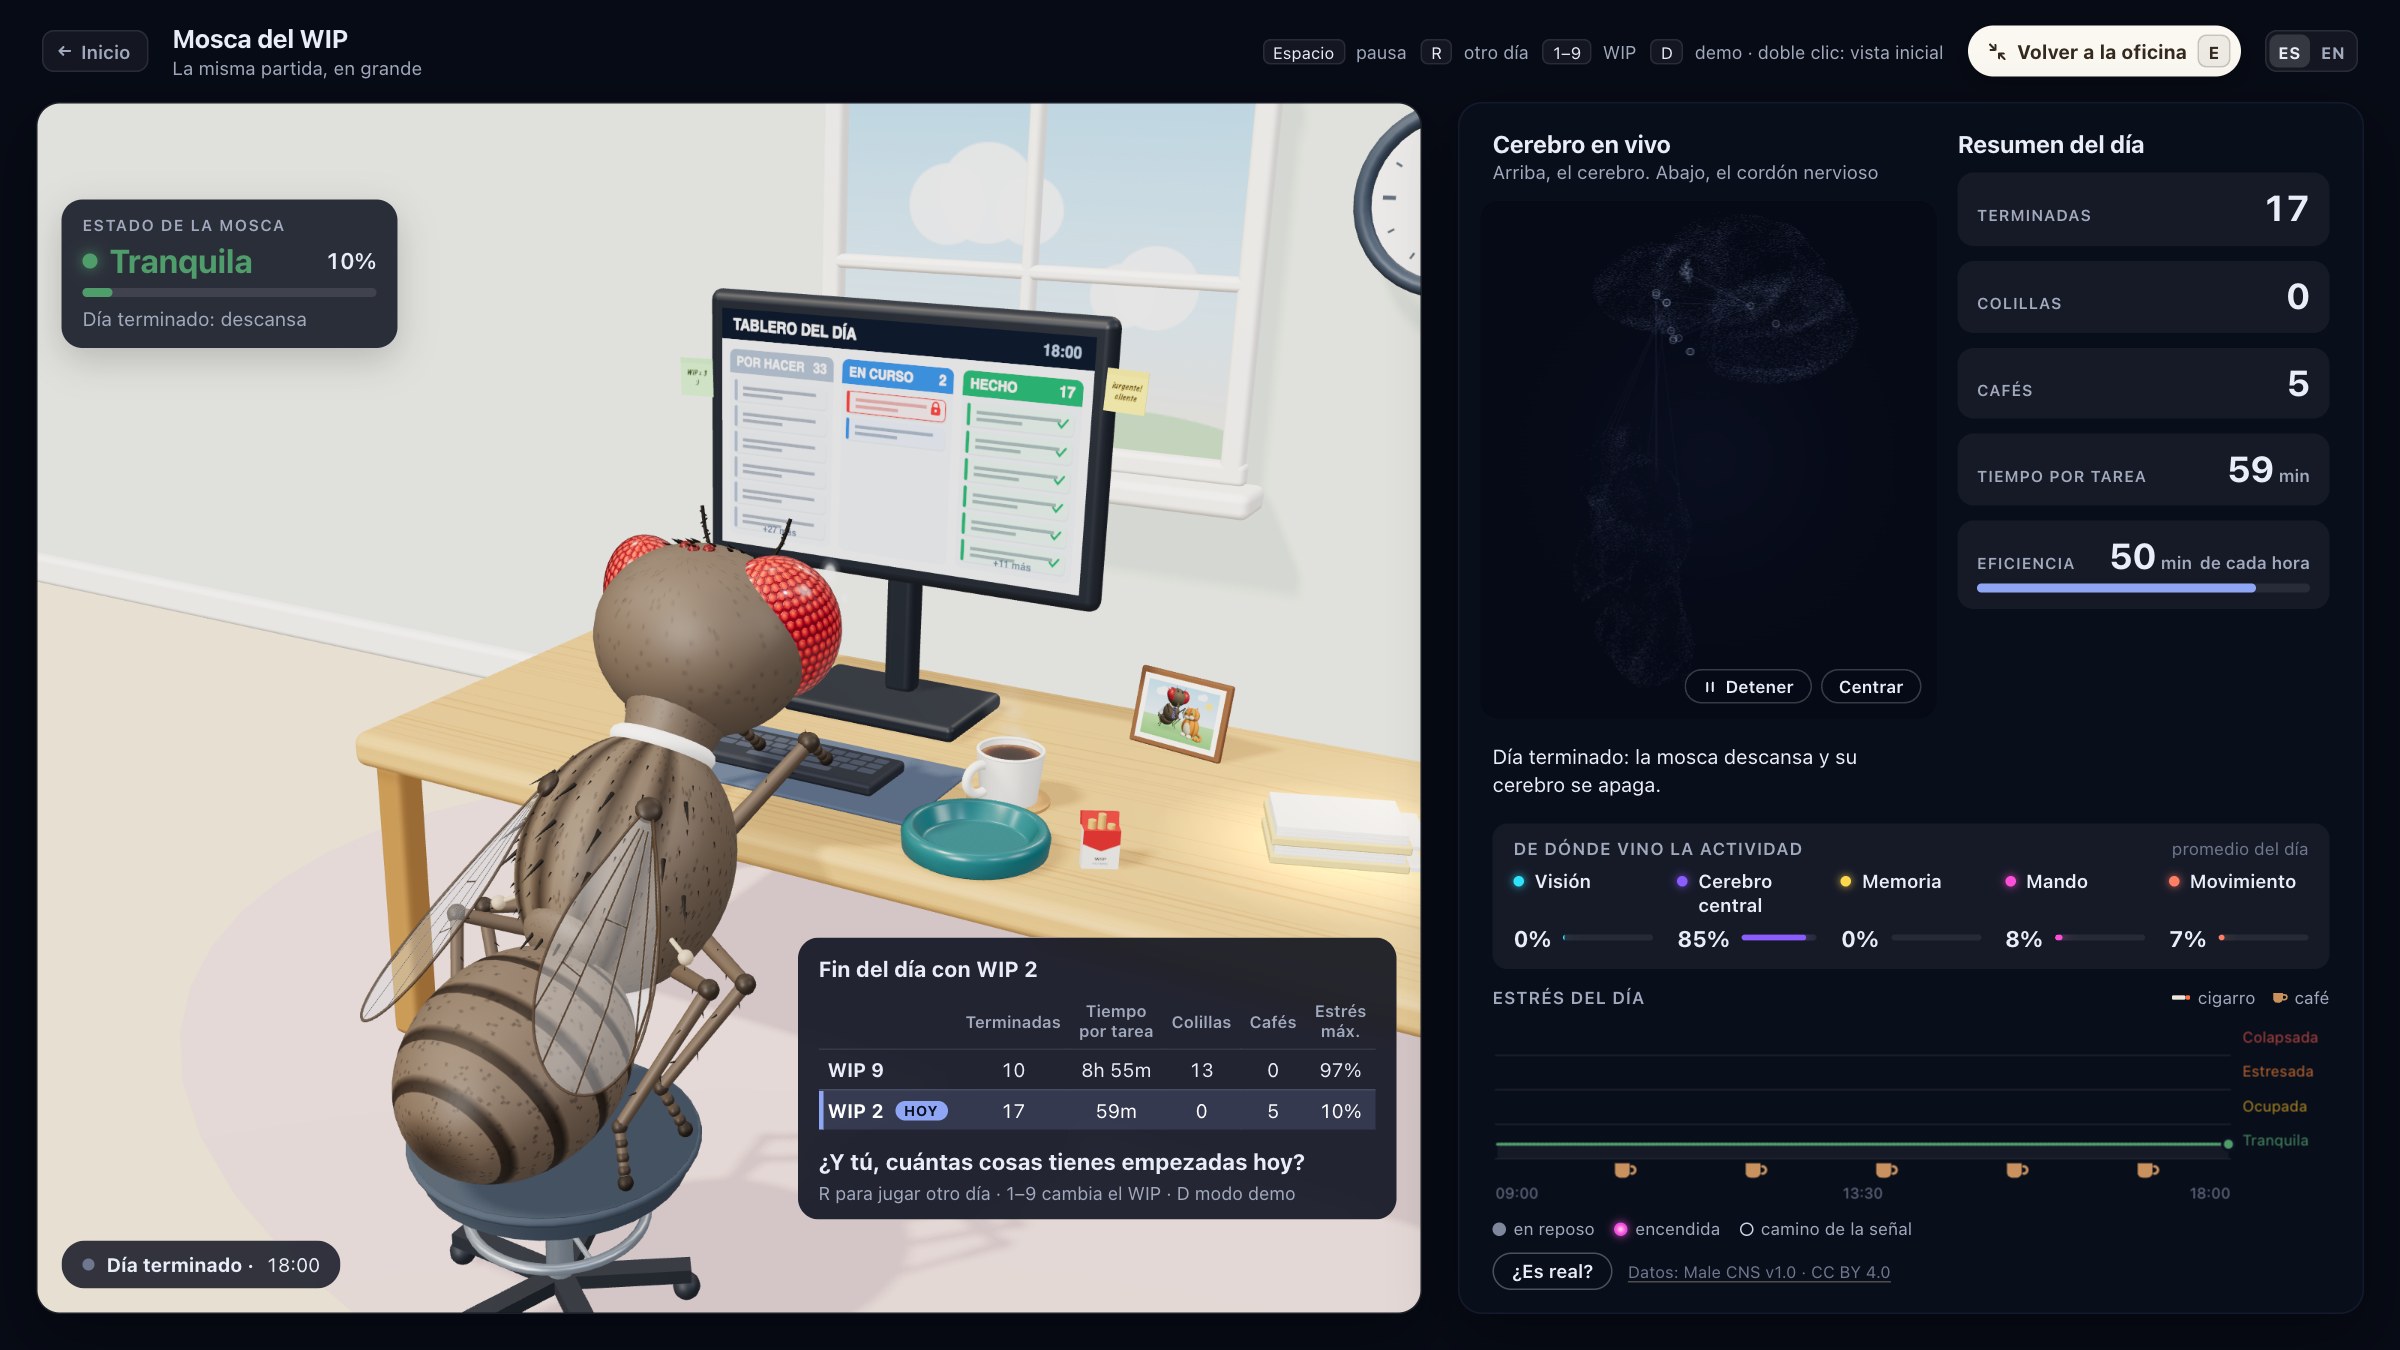 ← Inicio
Mosca del WIP
La misma partida, en grande
Espacio pausa R otro día 1–9 WIP D demo · doble clic: vista inicial
Volver a la oficina E
ES EN
ESTADO DE LA MOSCA
Tranquila 10%
Día terminado: descansa
TABLERO DEL DÍA 18:00
POR HACER 33
EN CURSO 2
HECHO 17
+27 más
+11 más
¡urgente!
cliente
Fin del día con WIP 2
Terminadas Tiempo por tarea Colillas Cafés Estrés máx.
WIP 9 10 8h 55m 13 0 97%
WIP 2 HOY 17 59m 0 5 10%
¿Y tú, cuántas cosas tienes empezadas hoy?
R para jugar otro día · 1–9 cambia el WIP · D modo demo
Día terminado · 18:00
Cerebro en vivo
Arriba, el cerebro. Abajo, el cordón nervioso
Detener
Centrar
Día terminado: la mosca descansa y su
cerebro se apaga.
Resumen del día
TERMINADAS 17
COLILLAS 0
CAFÉS 5
TIEMPO POR TAREA 59 min
EFICIENCIA 50 min de cada hora
DE DÓNDE VINO LA ACTIVIDAD promedio del día
Visión
0%
Cerebro
central
85%
Memoria
0%
Mando
8%
Movimiento
7%
ESTRÉS DEL DÍA cigarro café
Colapsada
Estresada
Ocupada
Tranquila
09:00 13:30 18:00
en reposo encendida camino de la señal
¿Es real? Datos: Male CNS v1.0 · CC BY 4.0